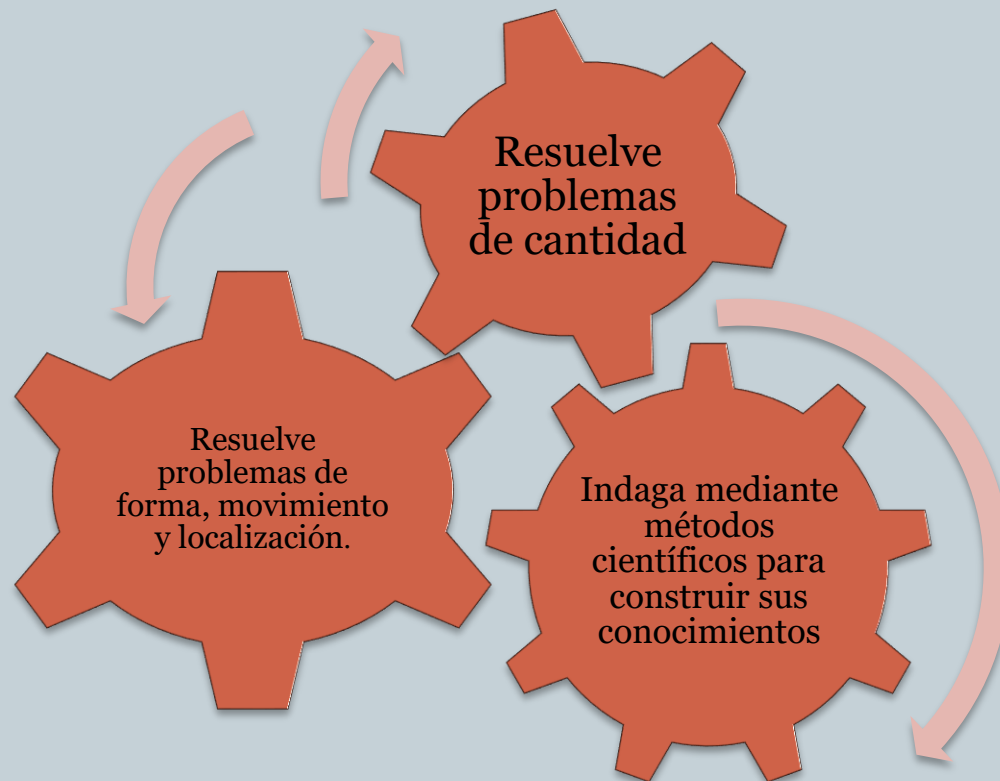 Resuelve
problemas
de cantidad
Resuelve
problemas de
forma, movimiento
y localización.
Indaga mediante
métodos
científicos para
construir sus
conocimientos